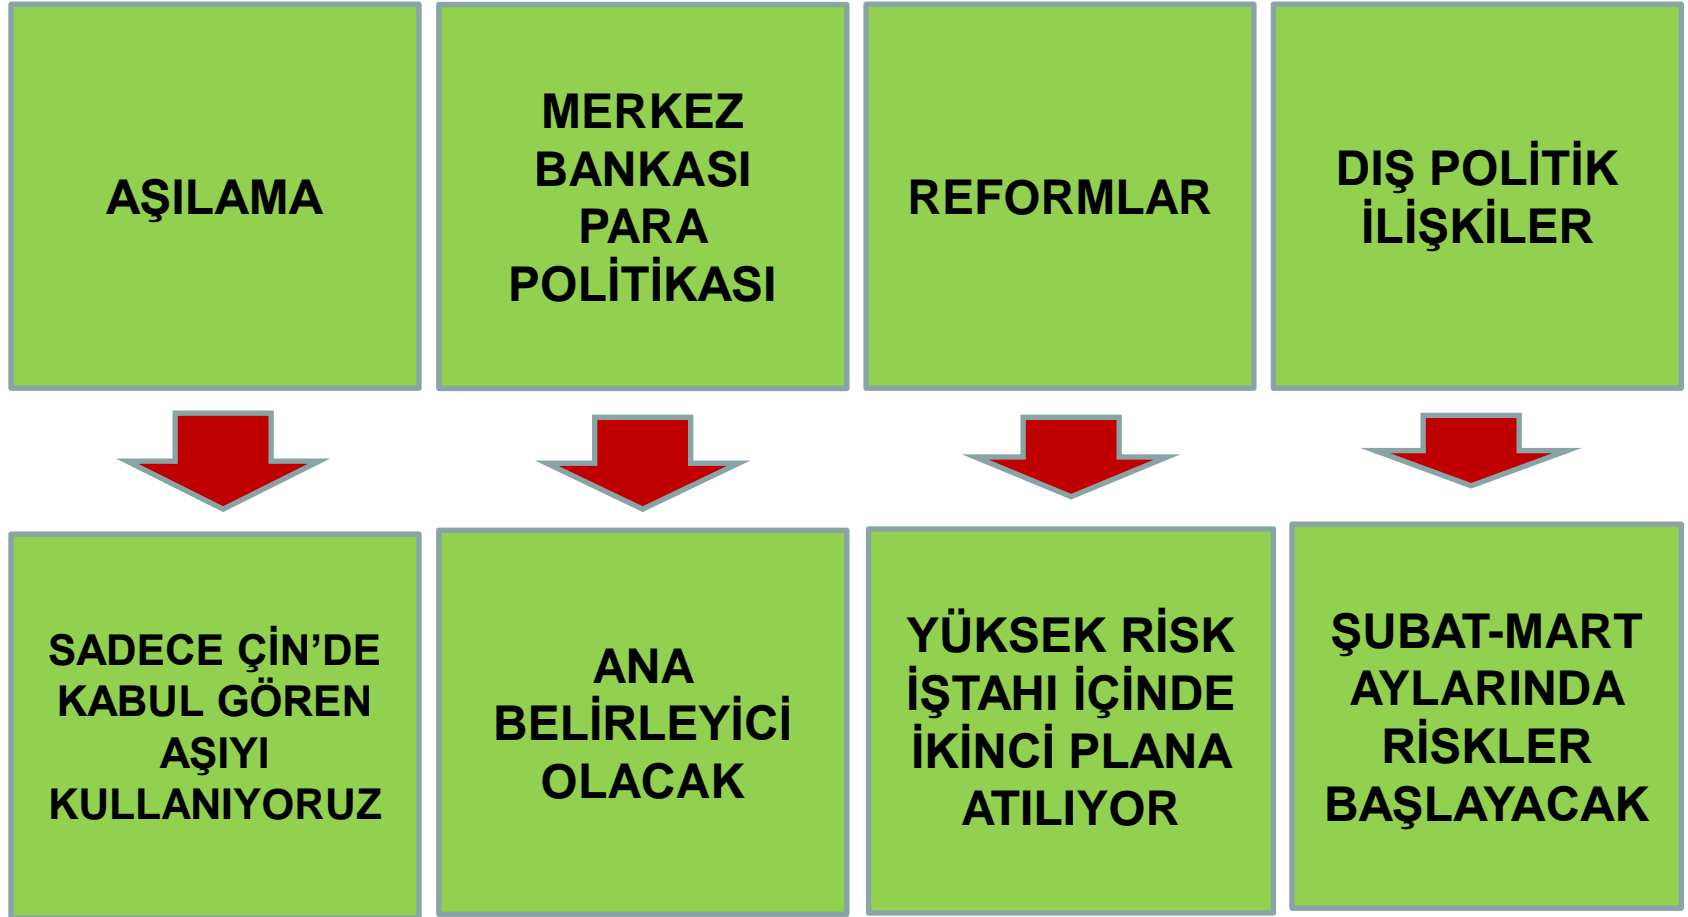 AŞILAMA
MERKEZ
BANKASI
PARA
POLİTİKASI
REFORMLAR
DIŞ POLİTİK
İLİŞKİLER
SADECE ÇİN’DE
KABUL GÖREN
AŞIYI
KULLANIYORUZ
ANA
BELİRLEYİCİ
OLACAK
YÜKSEK RİSK
İŞTAHI İÇİNDE
İKİNCİ PLANA
ATILIYOR
ŞUBAT-MART
AYLARINDA
RİSKLER
BAŞLAYACAK